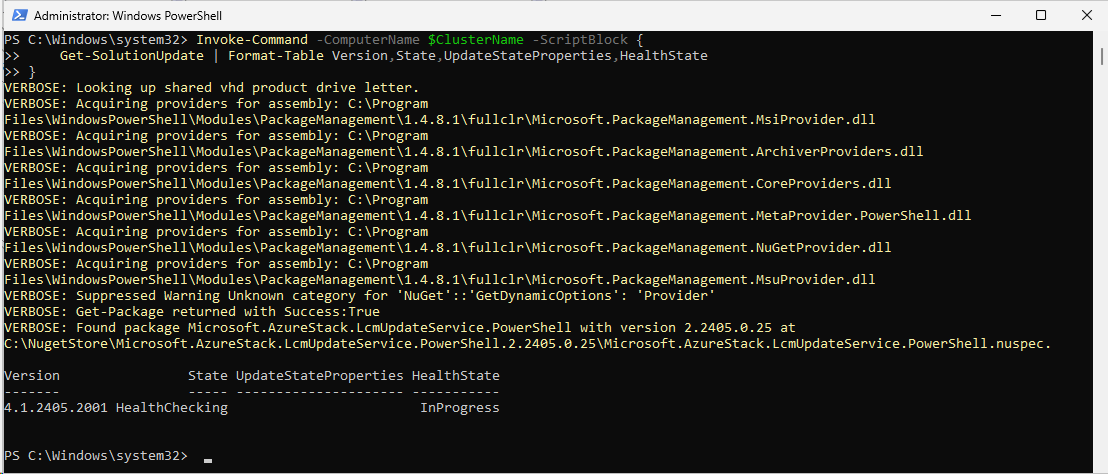 Administrator: Windows PowerShell
PS C:\Windows\system32> Invoke-Command -ComputerName $ClusterName -ScriptBlock {
>>     Get-SolutionUpdate | Format-Table Version,State,UpdateStateProperties,HealthState
>> }
VERBOSE: Looking up shared vhd product drive letter.
VERBOSE: Acquiring providers for assembly: C:\Program
Files\WindowsPowerShell\Modules\PackageManagement\1.4.8.1\fullclr\Microsoft.PackageManagement.MsiProvider.dll
VERBOSE: Acquiring providers for assembly: C:\Program
Files\WindowsPowerShell\Modules\PackageManagement\1.4.8.1\fullclr\Microsoft.PackageManagement.ArchiverProviders.dll
VERBOSE: Acquiring providers for assembly: C:\Program
Files\WindowsPowerShell\Modules\PackageManagement\1.4.8.1\fullclr\Microsoft.PackageManagement.CoreProviders.dll
VERBOSE: Acquiring providers for assembly: C:\Program
Files\WindowsPowerShell\Modules\PackageManagement\1.4.8.1\fullclr\Microsoft.PackageManagement.MetaProvider.PowerShell.dll
VERBOSE: Acquiring providers for assembly: C:\Program
Files\WindowsPowerShell\Modules\PackageManagement\1.4.8.1\fullclr\Microsoft.PackageManagement.NuGetProvider.dll
VERBOSE: Acquiring providers for assembly: C:\Program
Files\WindowsPowerShell\Modules\PackageManagement\1.4.8.1\fullclr\Microsoft.PackageManagement.MsuProvider.dll
VERBOSE: Suppressed Warning Unknown category for 'NuGet'::'GetDynamicOptions': 'Provider'
VERBOSE: Get-Package returned with Success:True
VERBOSE: Found package Microsoft.AzureStack.LcmUpdateService.PowerShell with version 2.2405.0.25 at
C:\NugetStore\Microsoft.AzureStack.LcmUpdateService.PowerShell.2.2405.0.25\Microsoft.AzureStack.LcmUpdateService.PowerShell.nuspec.
Version                State UpdateStateProperties HealthState
-------                ----- --------------------- -----------
4.1.2405.2001 HealthChecking                        InProgress
PS C:\Windows\system32>